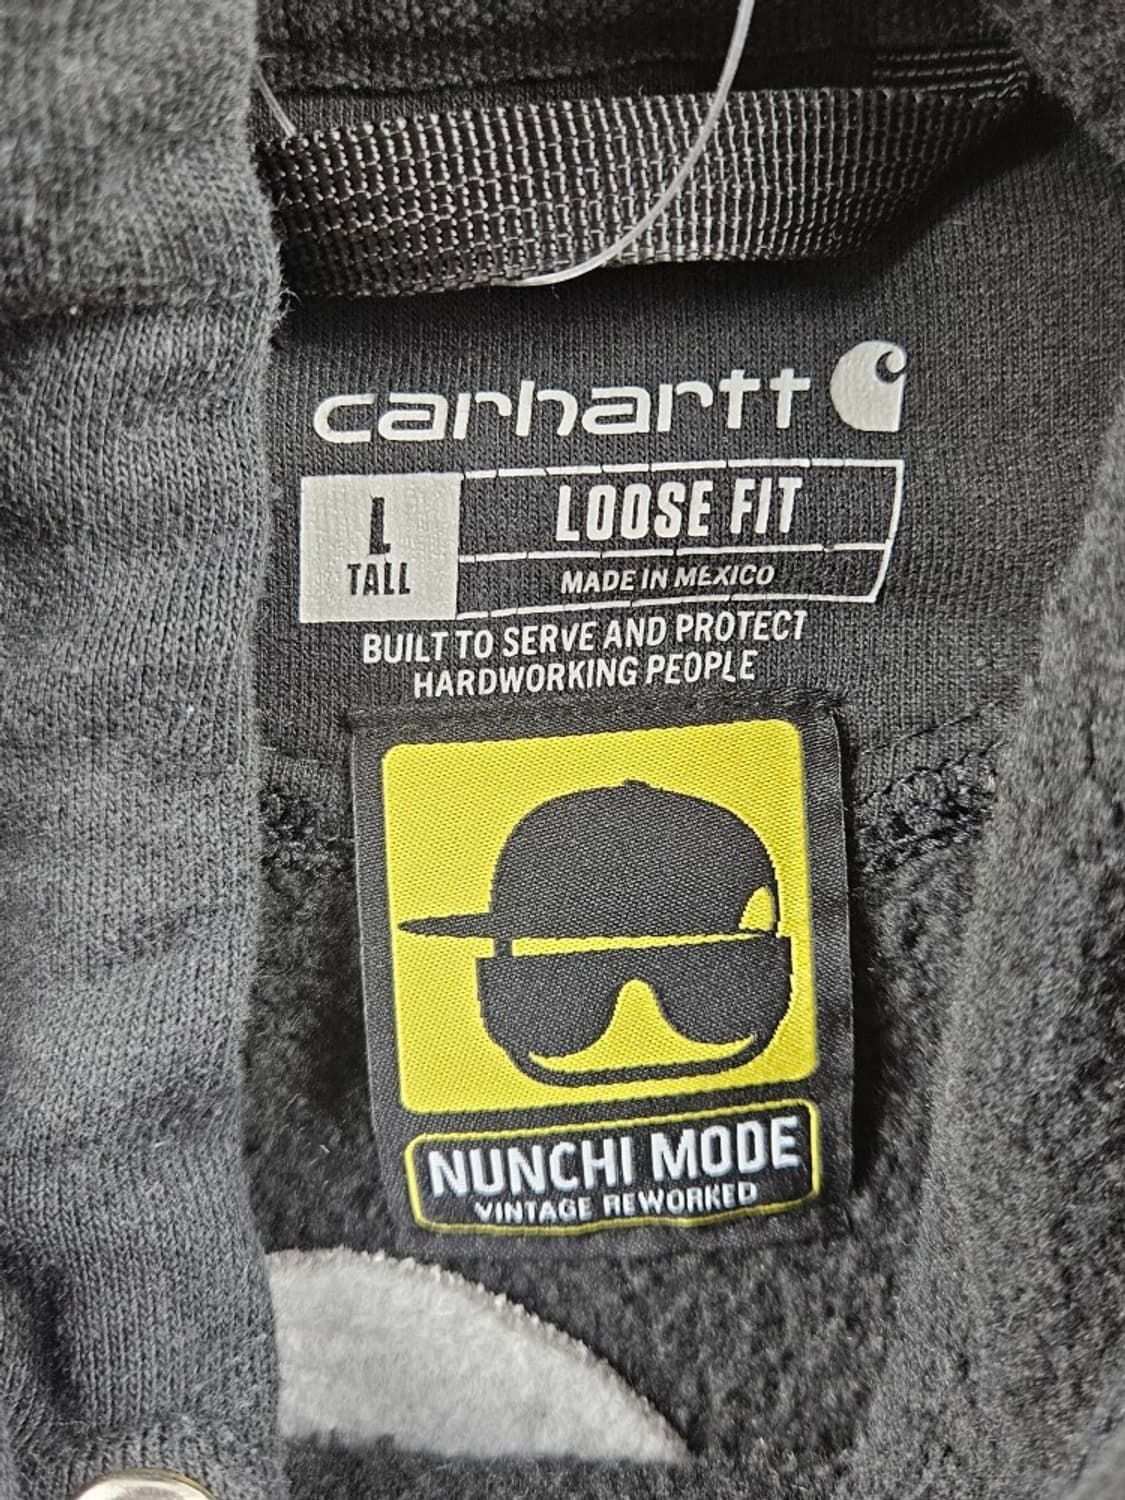 carhartt
L
TALL
LOOSE FIT
MADE IN MEXICO
BUILT TO SERVE AND PROTECT
HARDWORKING PEOPLE
NUNCHI MODE
VINTAGE REWORKED